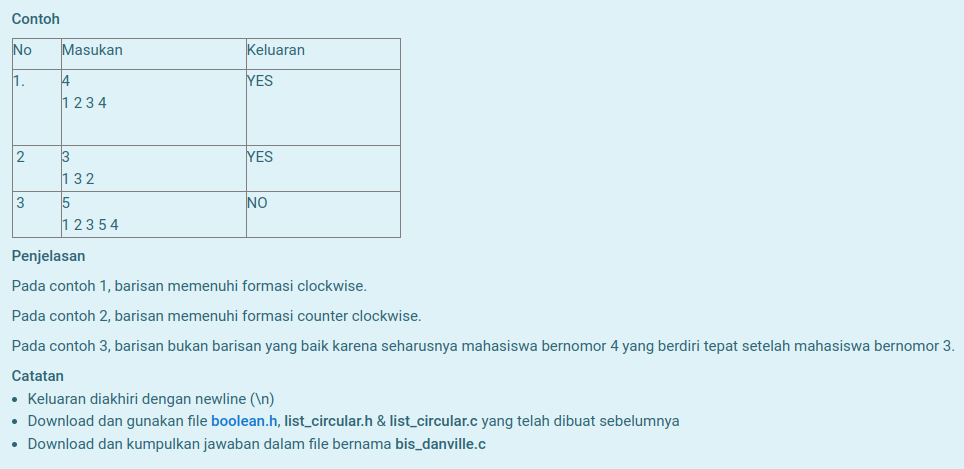 Contoh
No Masukan Keluaran
1. 4 YES
1 2 3 4
2 3 YES
1 3 2
3 5 NO
1 2 3 5 4
Penjelasan
Pada contoh 1, barisan memenuhi formasi clockwise.
Pada contoh 2, barisan memenuhi formasi counter clockwise.
Pada contoh 3, barisan bukan barisan yang baik karena seharusnya mahasiswa bernomor 4 yang berdiri tepat setelah mahasiswa bernomor 3.
Catatan
• Keluaran diakhiri dengan newline (\n)
• Download dan gunakan file boolean.h, list_circular.h & list_circular.c yang telah dibuat sebelumnya
• Download dan kumpulkan jawaban dalam file bernama bis_danville.c